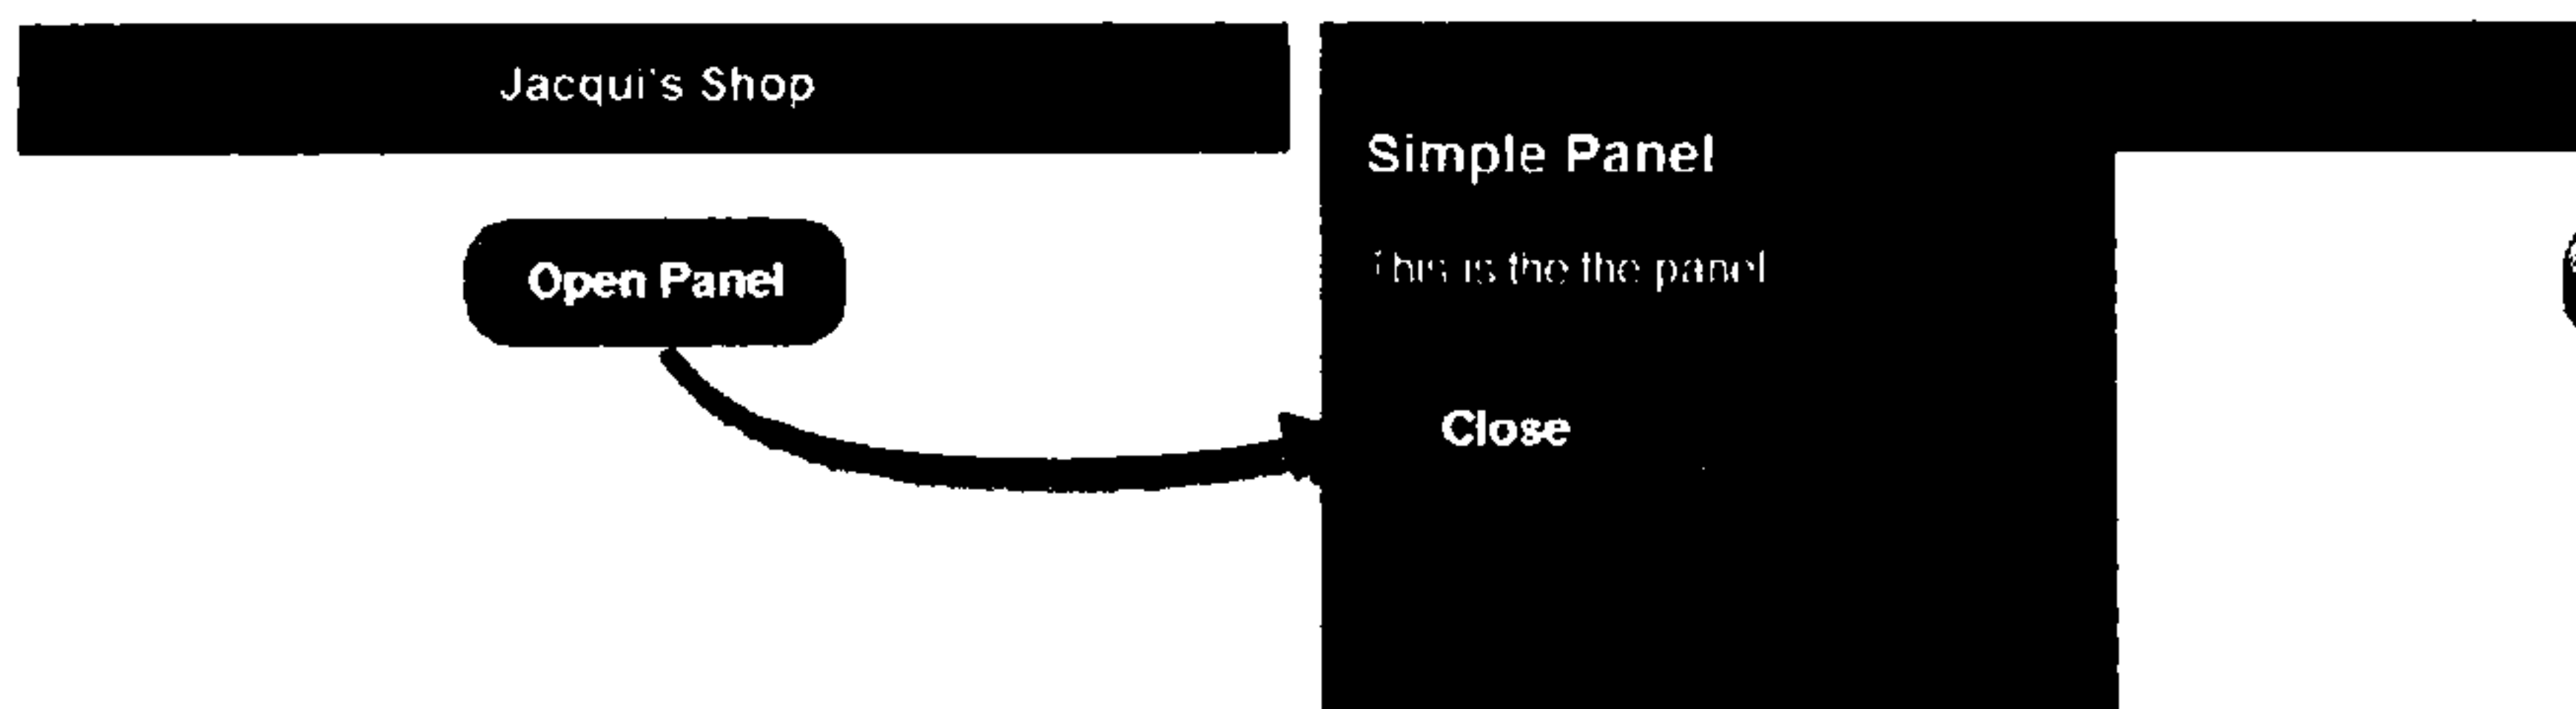 Jacqui's Shop
Open Panel
Simple Panel
This is the the panel
Close